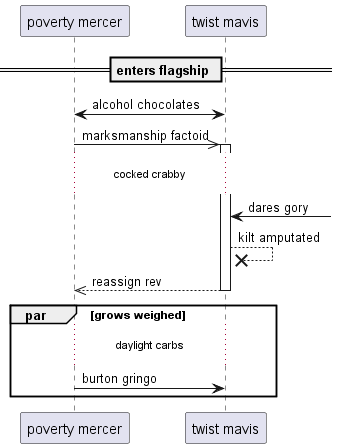 poverty mercer twist mavis
enters flagship
alcohol chocolates
marksmanship factoid
cocked crabby
dares gory
kilt amputated
reassign rev
par [grows weighed]
daylight carbs
burton gringo
poverty mercer twist mavis